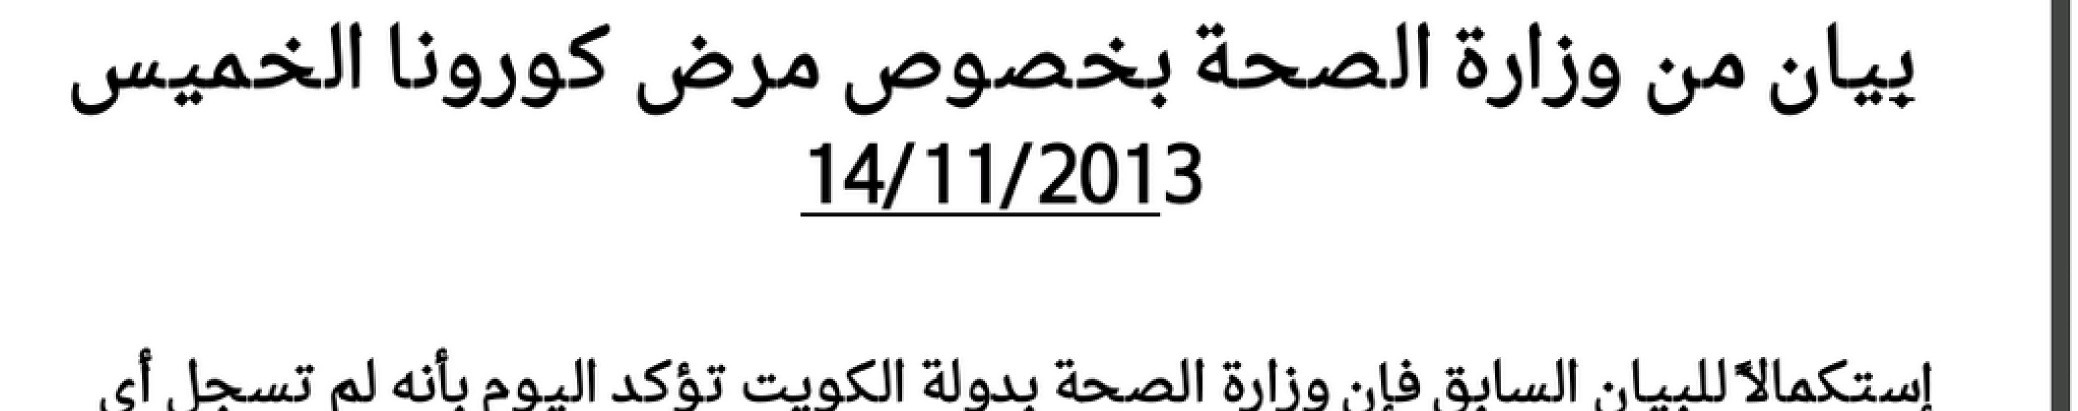 بيان من وزارة الصحة بخصوص مرض كورونا الخميس
14/11/2013
إستكمالاً للبيان السابق فإن وزارة الصحة بدولة الكويت تؤكد اليوم بأنه لم تسجل أي